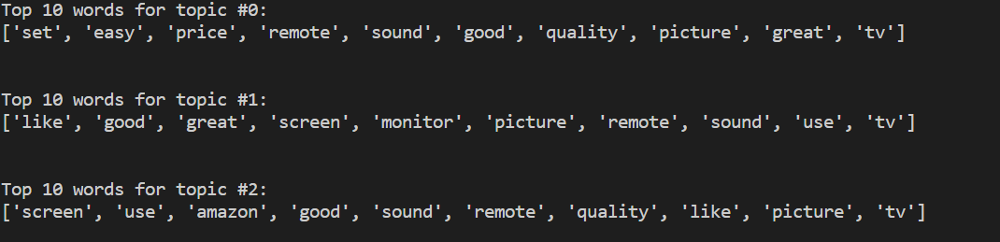 Top 10 words for topic #0:
['set', 'easy', 'price', 'remote', 'sound', 'good', 'quality', 'picture', 'great', 'tv']
Top 10 words for topic #1:
['like', 'good', 'great', 'screen', 'monitor', 'picture', 'remote', 'sound', 'use', 'tv']
Top 10 words for topic #2:
['screen', 'use', 'amazon', 'good', 'sound', 'remote', 'quality', 'like', 'picture', 'tv']